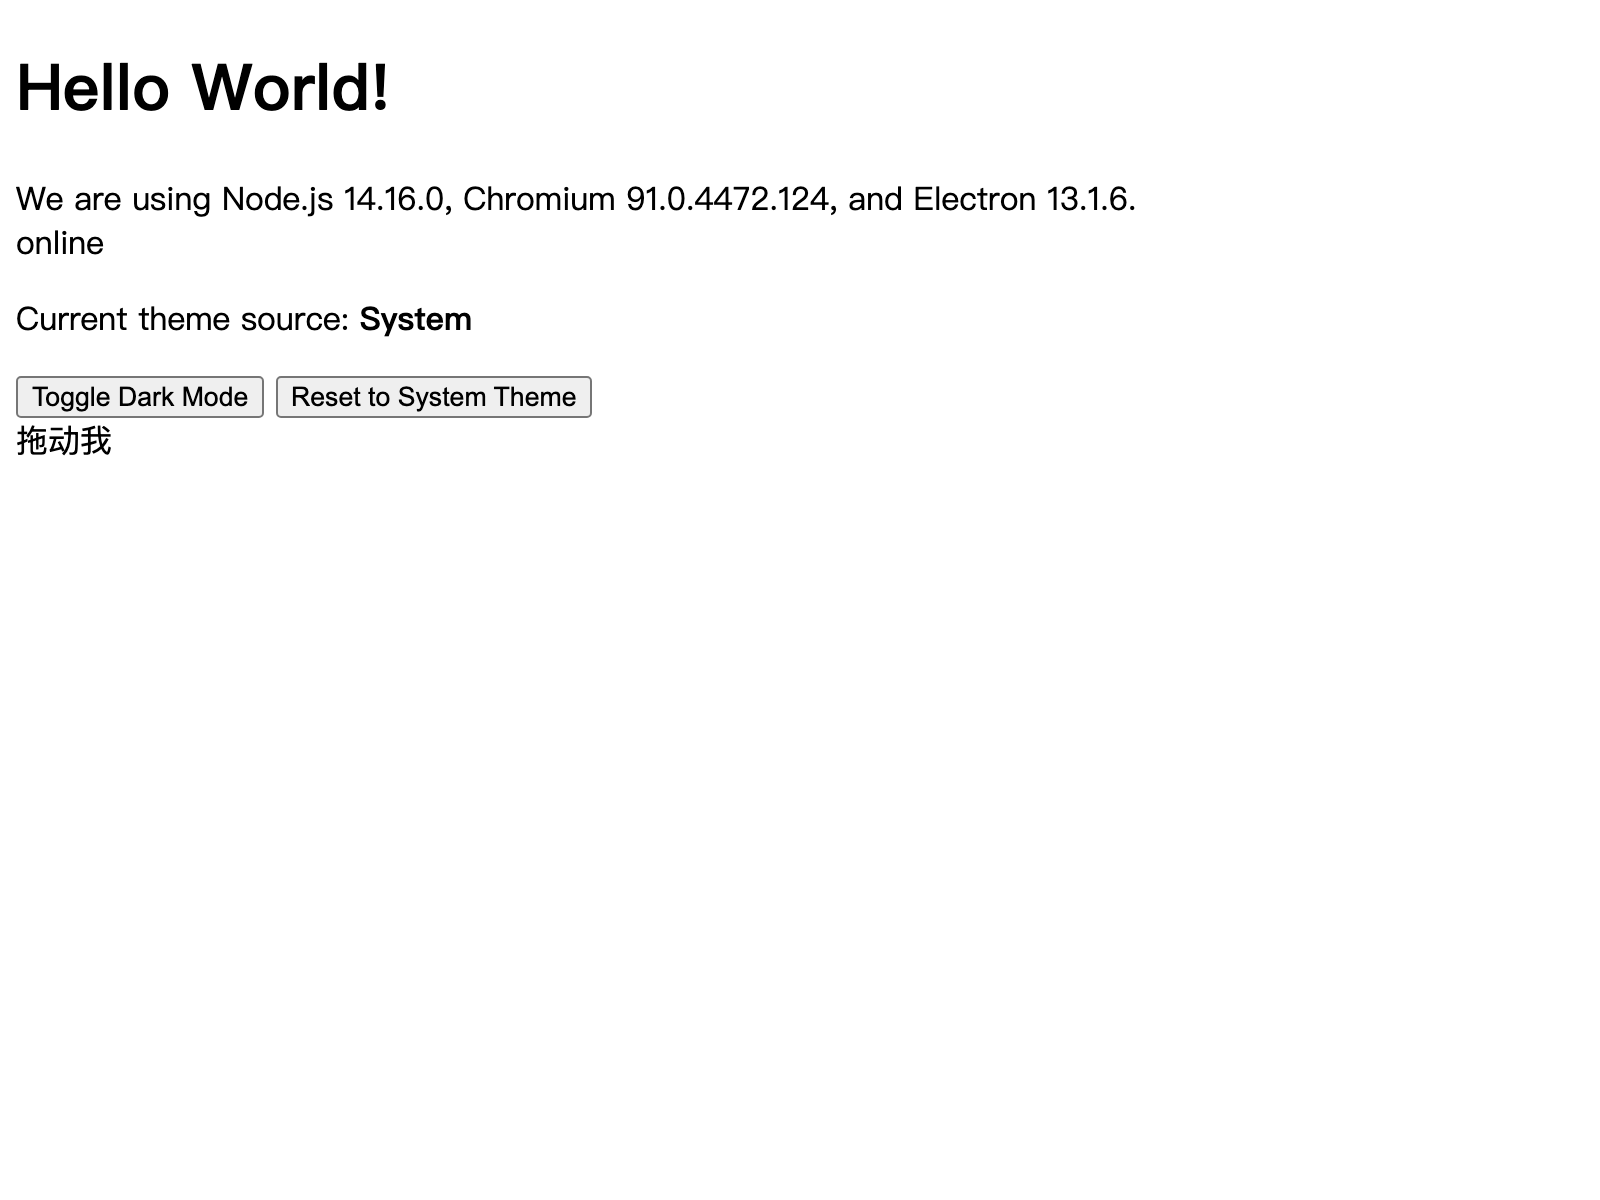 Hello World!
We are using Node.js 14.16.0, Chromium 91.0.4472.124, and Electron 13.1.6.
online
Current theme source: System
Toggle Dark Mode Reset to System Theme
拖动我